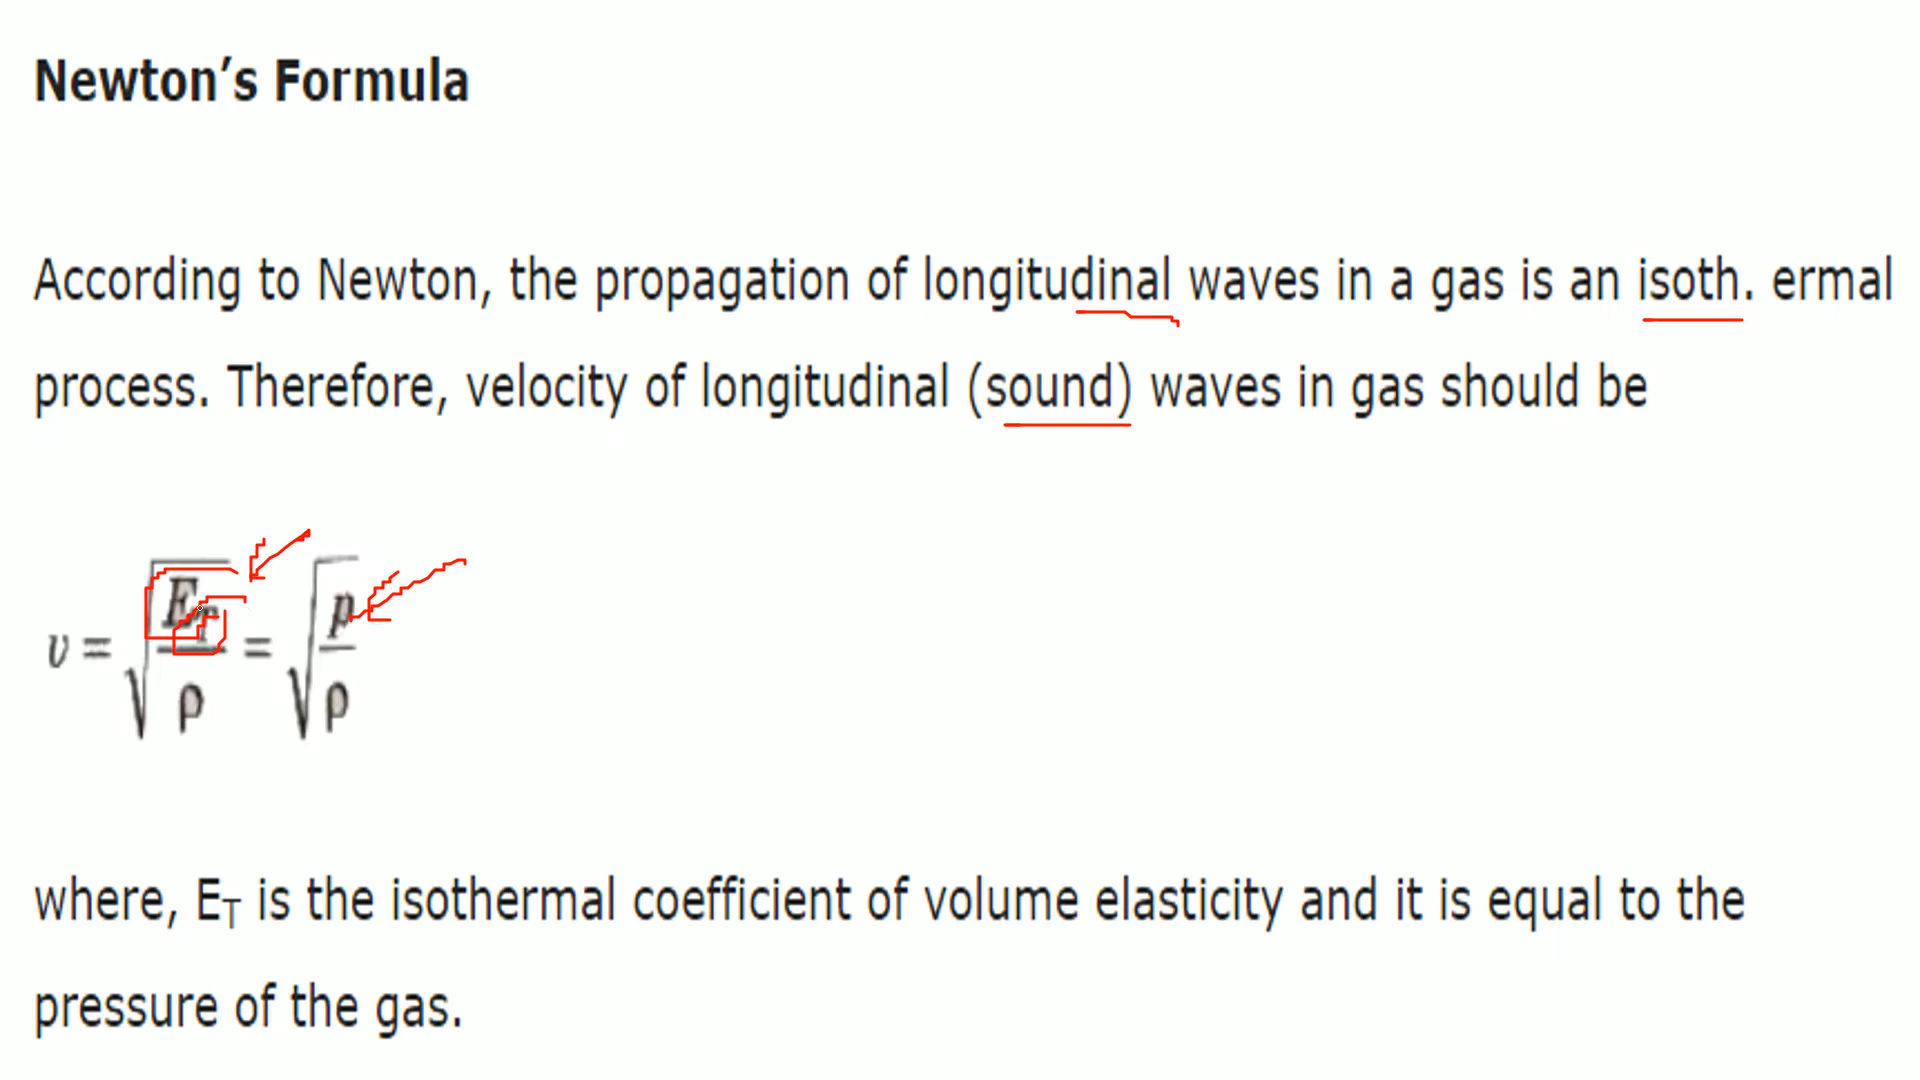 Newton’s Formula
According to Newton, the propagation of longitudinal waves in a gas is an isoth. ermal
process. Therefore, velocity of longitudinal (sound) waves in gas should be
v = √(E_T/ρ) = √(p/ρ)
where, E_T is the isothermal coefficient of volume elasticity and it is equal to the
pressure of the gas.